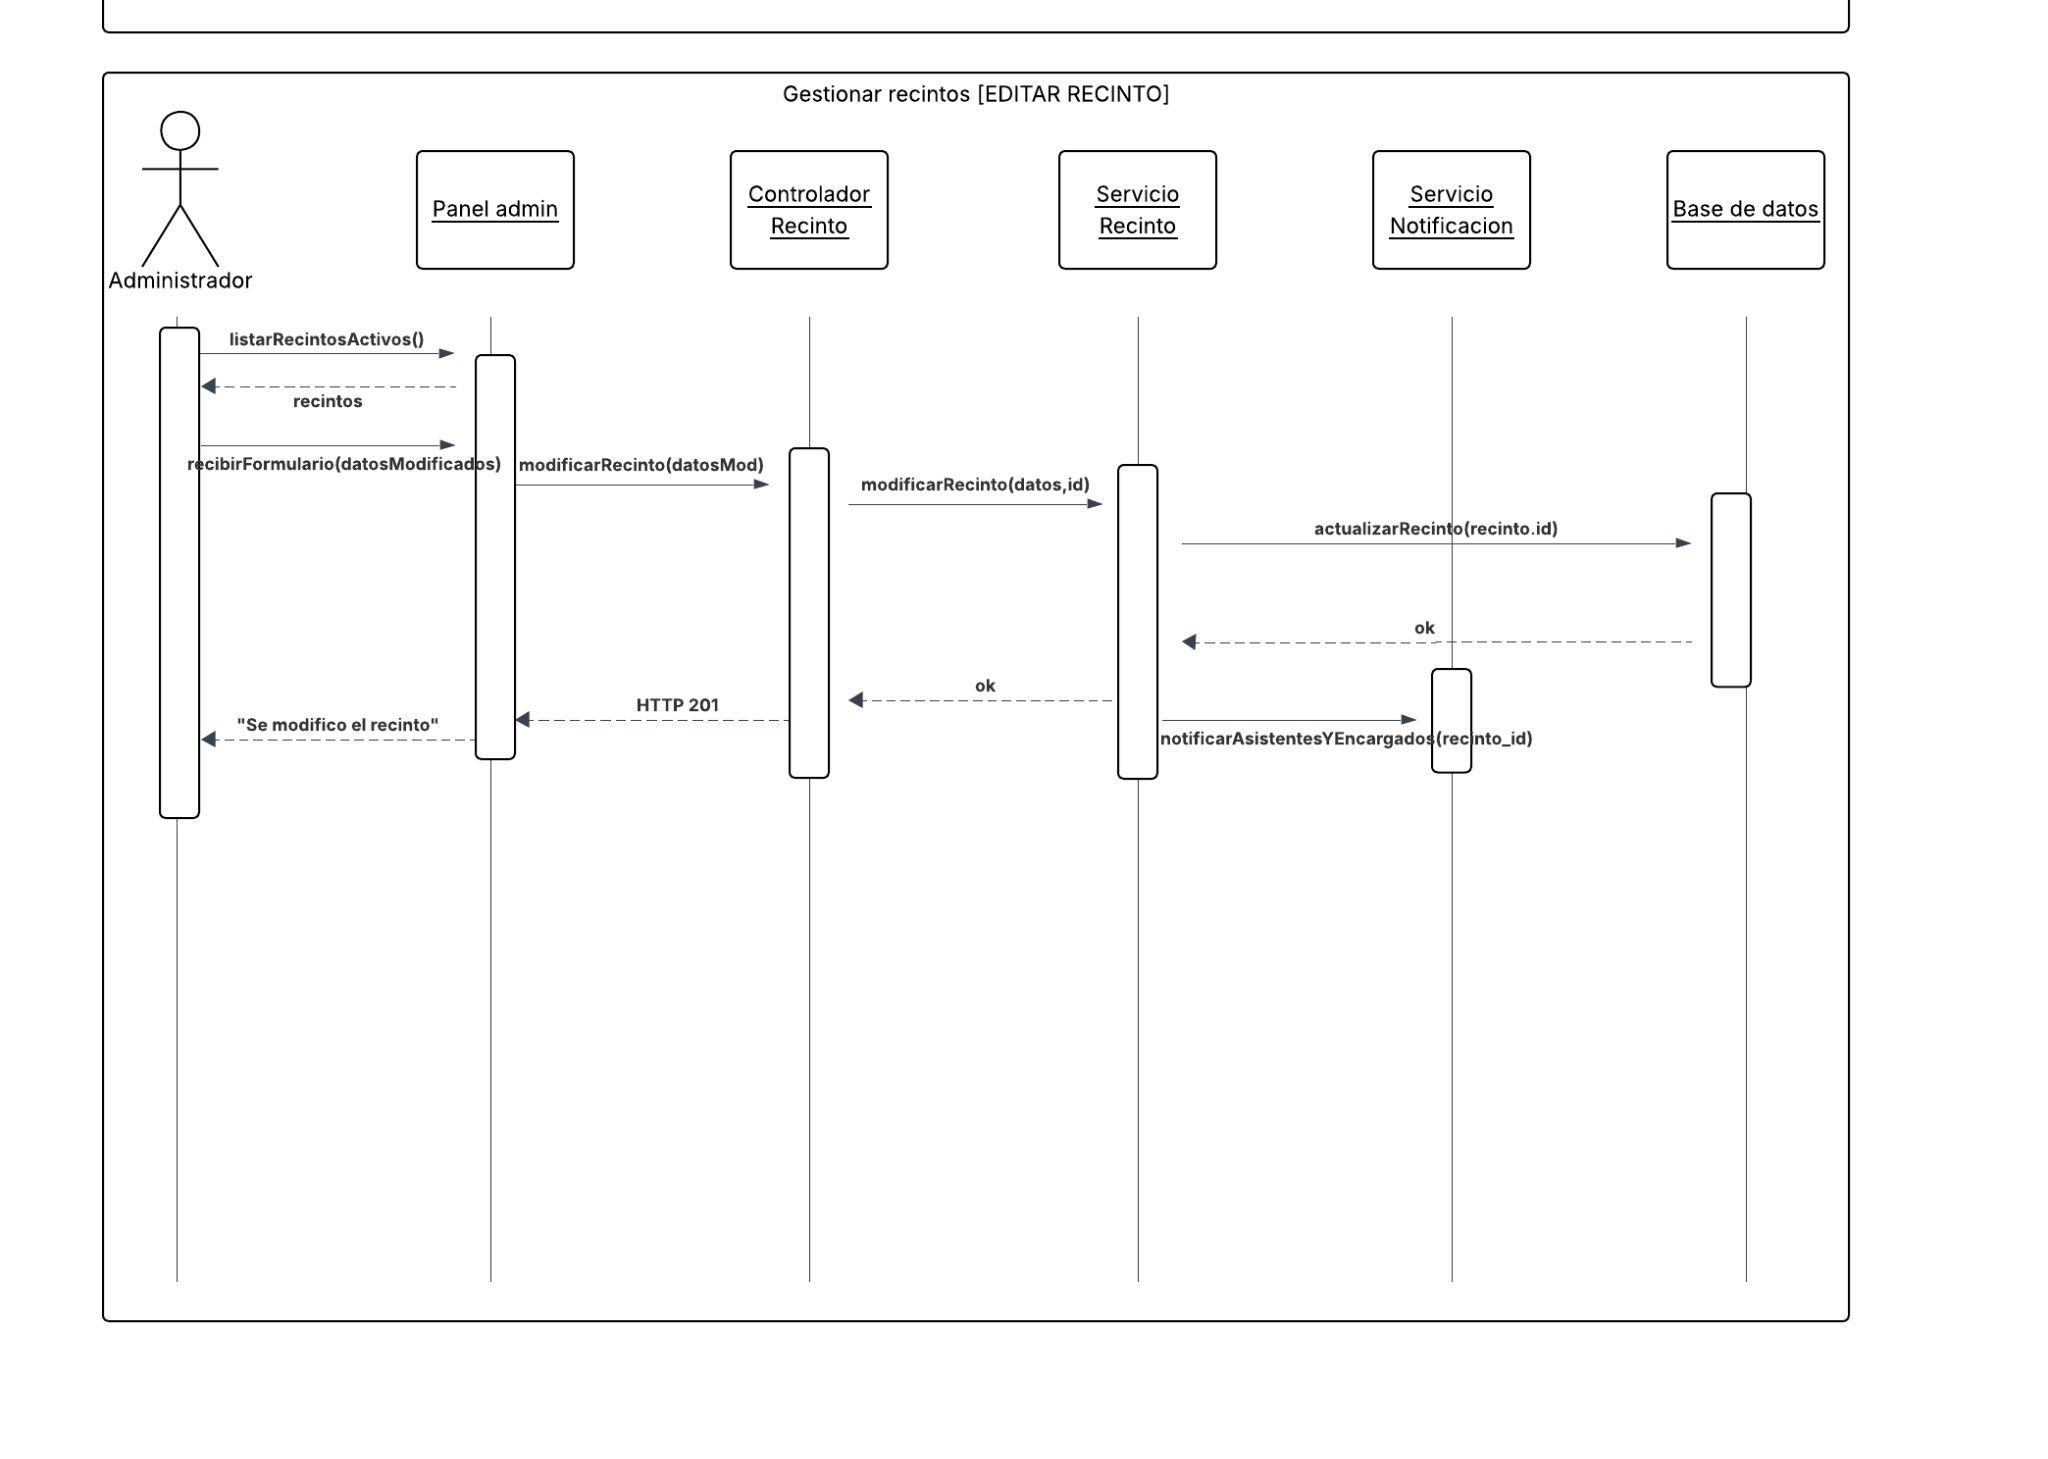 Gestionar recintos [EDITAR RECINTO]
Administrador
Panel admin
Controlador
Recinto
Servicio
Recinto
Servicio
Notificacion
Base de datos
listarRecintosActivos()
recintos
recibirFormulario(datosModificados)
modificarRecinto(datosMod)
modificarRecinto(datos,id)
actualizarRecinto(recinto.id)
ok
ok
HTTP 201
"Se modifico el recinto"
notificarAsistentesYEncargados(recinto_id)